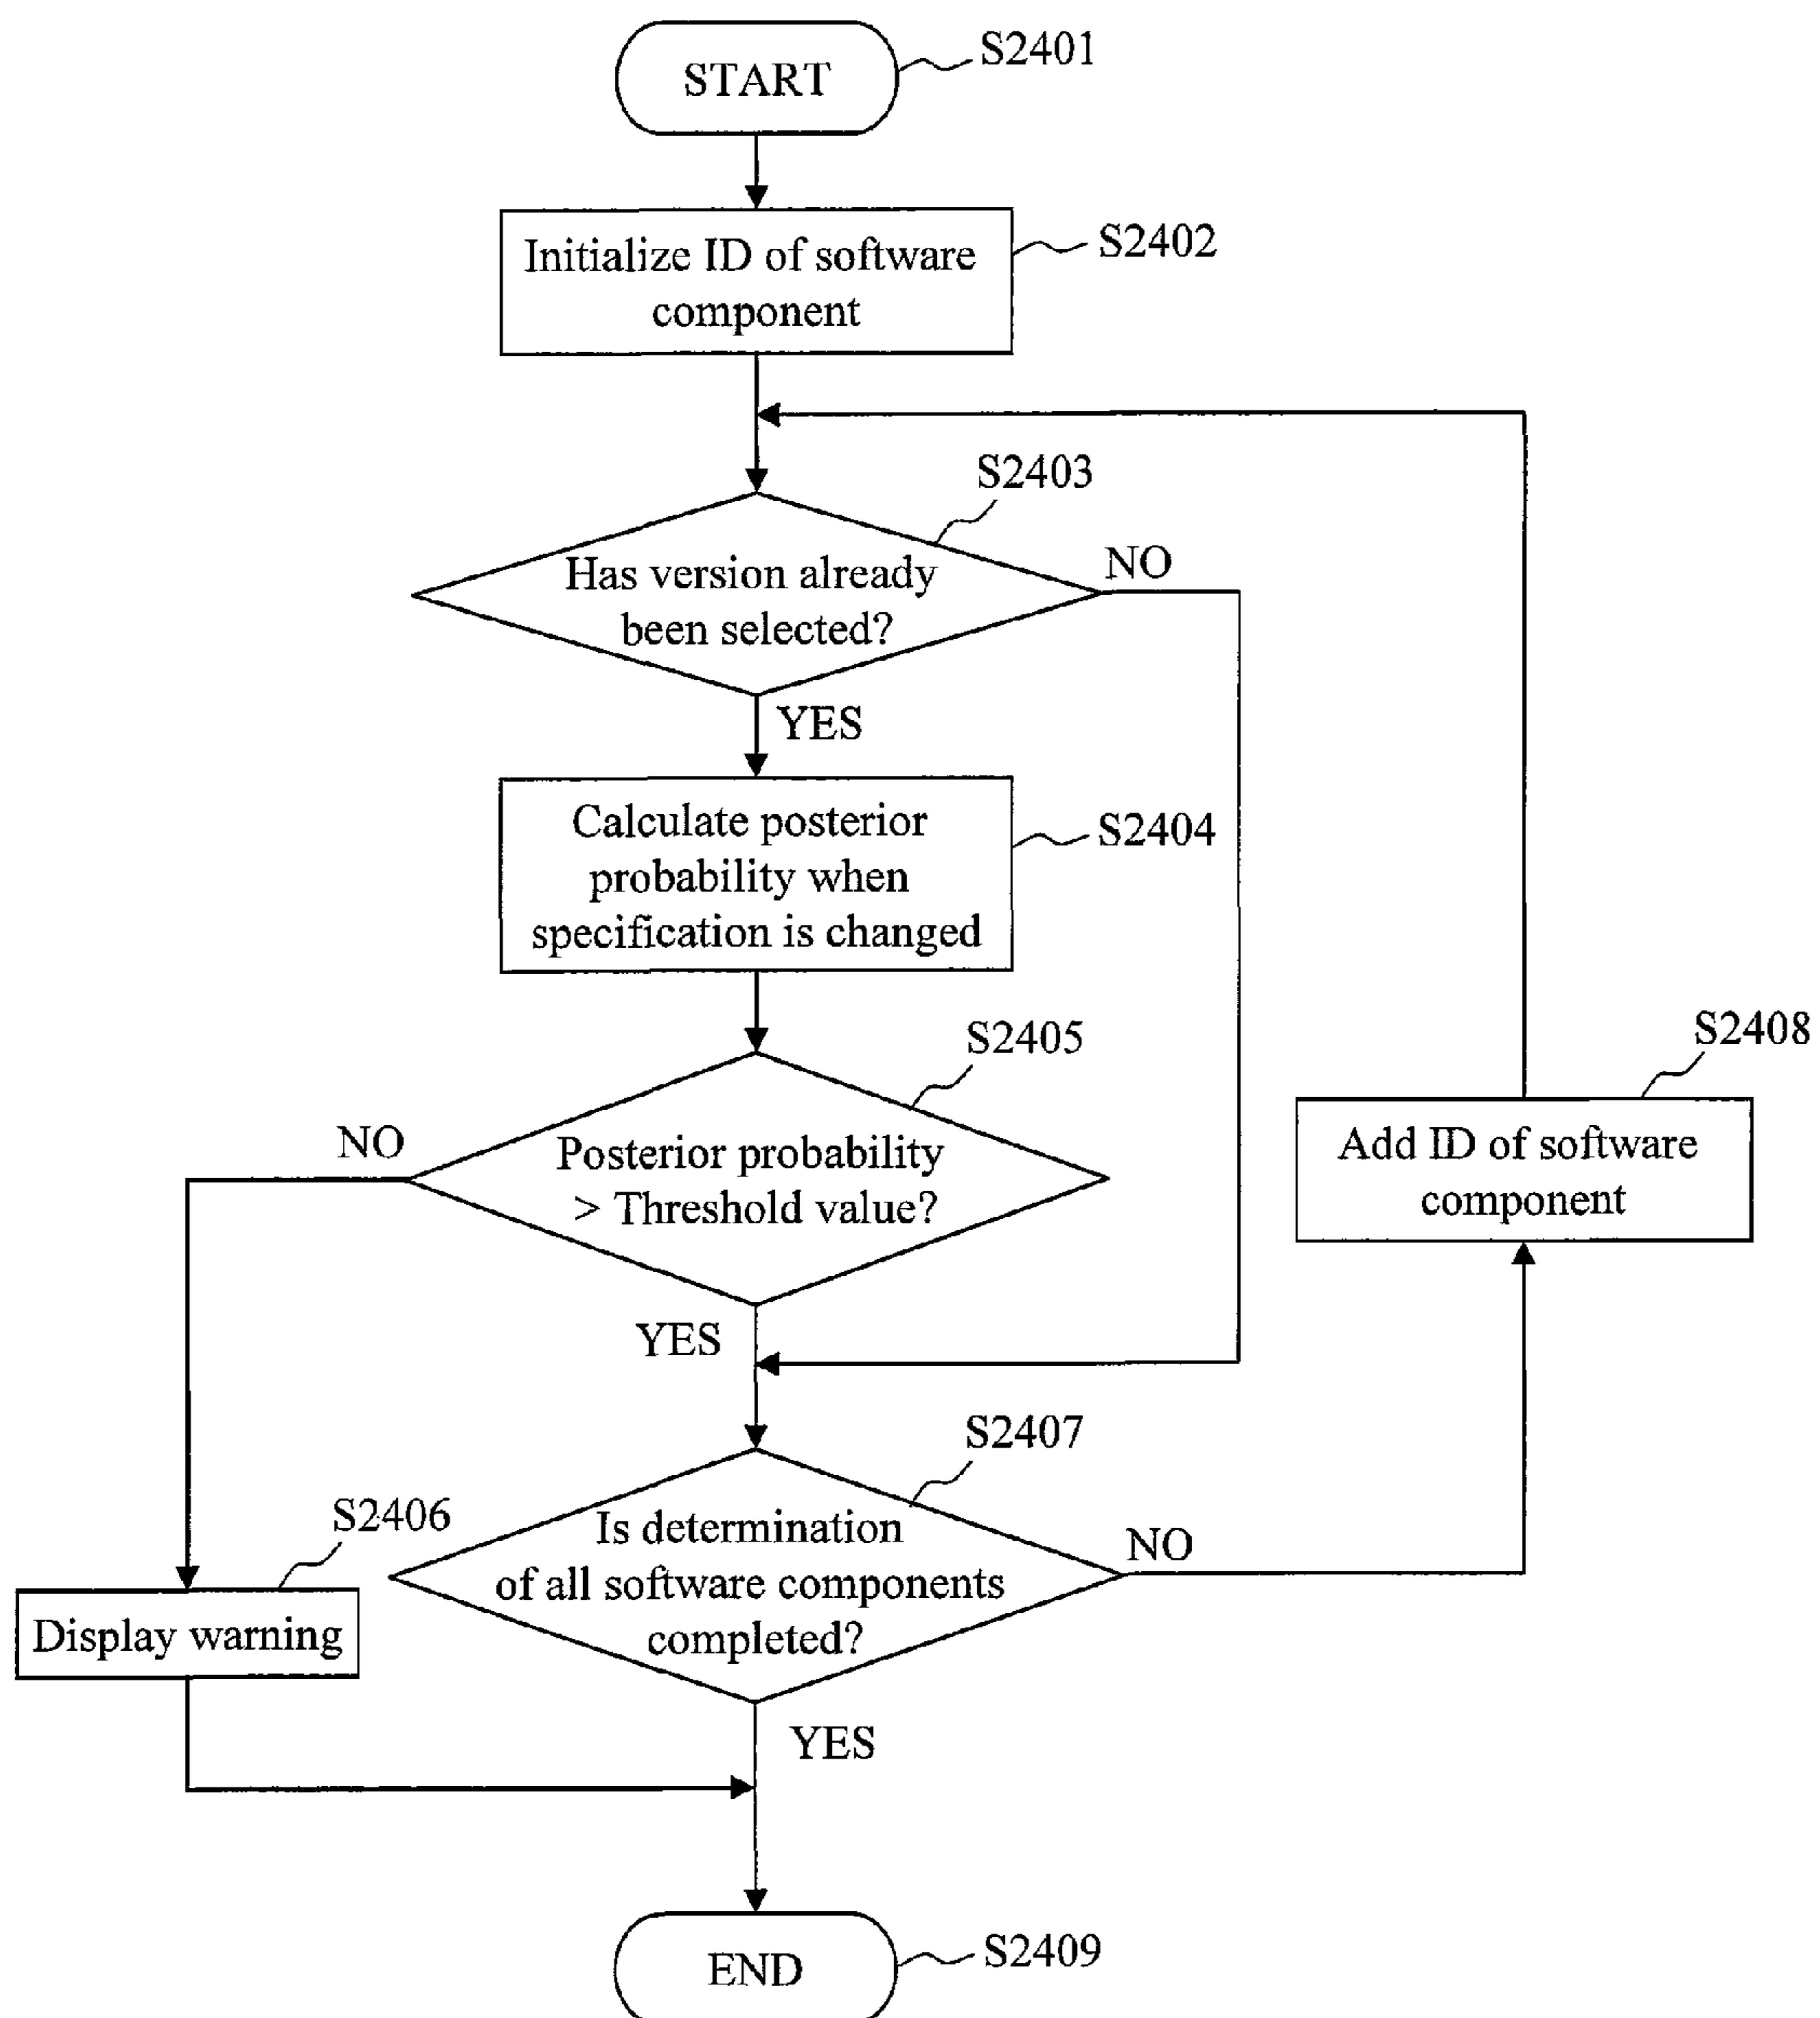 START
S2401
Initialize ID of software
component
S2402
S2403
Has version already
been selected?
NO
YES
Calculate posterior
probability when
specification is changed
S2404
S2405
Posterior probability
> Threshold value?
NO
YES
S2408
Add ID of software
component
S2407
Is determination
of all software components
completed?
NO
YES
S2406
Display warning
END
S2409